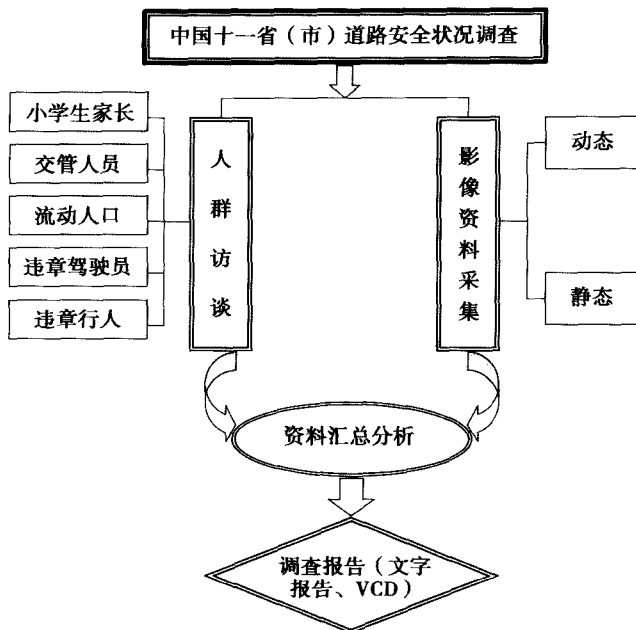 中国十一省（市）道路安全状况调查
小学生家长
交管人员
流动人口
违章驾驶员
违章行人
人群访谈
影像资料采集
动态
静态
资料汇总分析
调查报告（文字
报告、VCD）